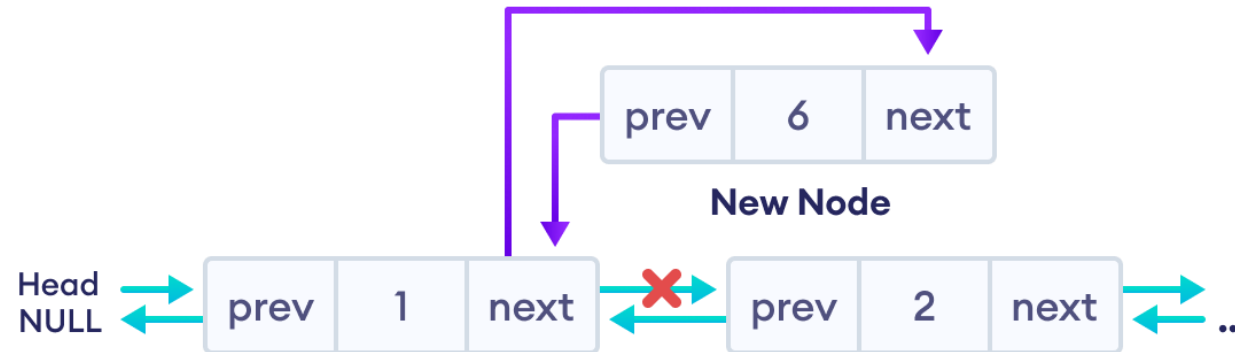 prev 6 next
New Node
Head
NULL
prev 1 next
prev 2 next
..